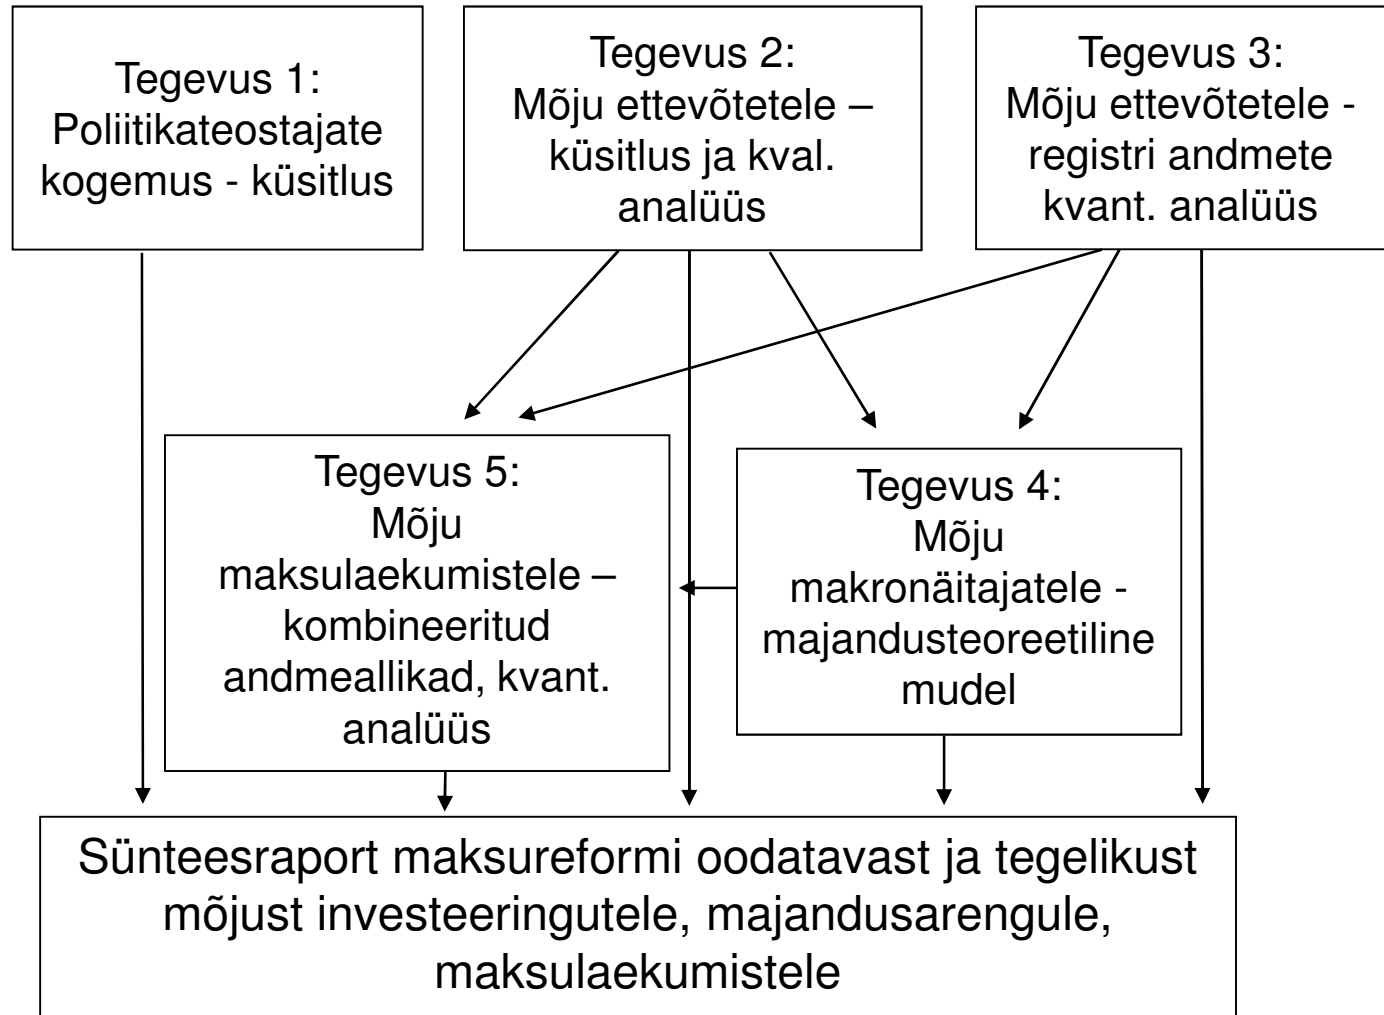 Tegevus 1:
Poliitikateostajate
kogemus - küsitlus
Tegevus 2:
Mõju ettevõtetele –
küsitlus ja kval.
analüüs
Tegevus 3:
Mõju ettevõtetele -
registri andmete
kvant. analüüs
Tegevus 5:
Mõju
maksulaekumistele –
kombineeritud
andmeallikad, kvant.
analüüs
Tegevus 4:
Mõju
makronäitajatele -
majandusteoreetiline
mudel
Sünteesraport maksureformi oodatavast ja tegelikust
mõjust investeeringutele, majandusarengule,
maksulaekumistele